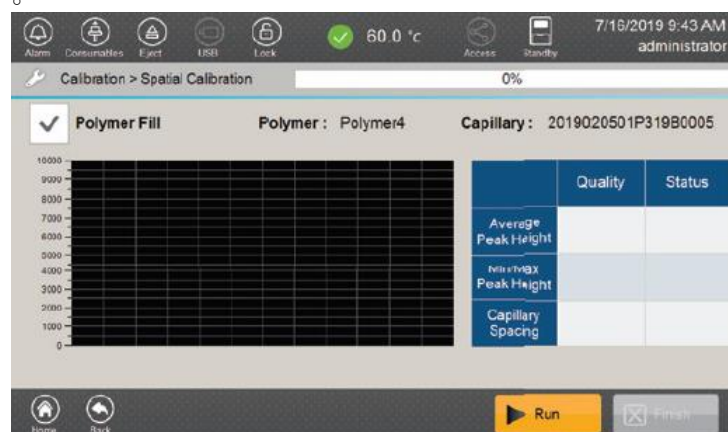 60.0 °c
7/16/2019 9:43 AM
Alarm Consumables Eject USB Lock Access Standby administrator
Calibration > Spatial Calibration 0%
Polymer Fill Polymer : Polymer4 Capillary : 2019020501P319B0005
10000
9000
8000
7000
6000
5000
4000
3000
2000
1000
0
Quality Status
Average
Peak Height
Min/Max
Peak Height
Capillary
Spacing
Run Finish
Home Back